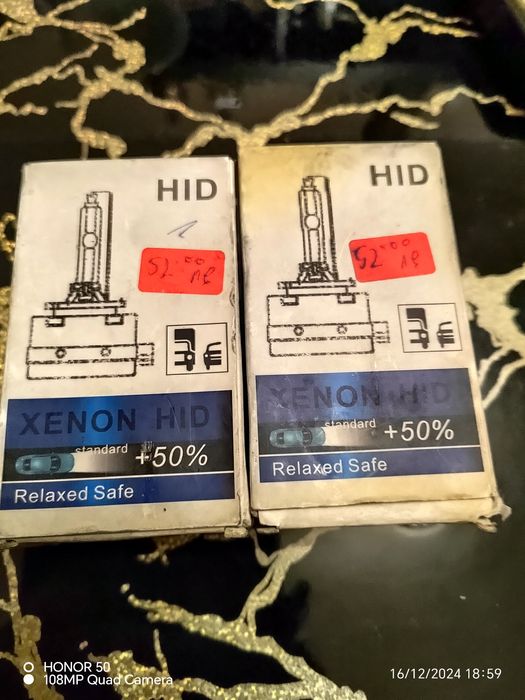 HID
52.00
лв
XENON HID
standard
+50%
Relaxed Safe
HID
52.00
лв
XENON HID
standard
+50%
Relaxed Safe
HONOR 50
108MP Quad Camera
16/12/2024 18:59